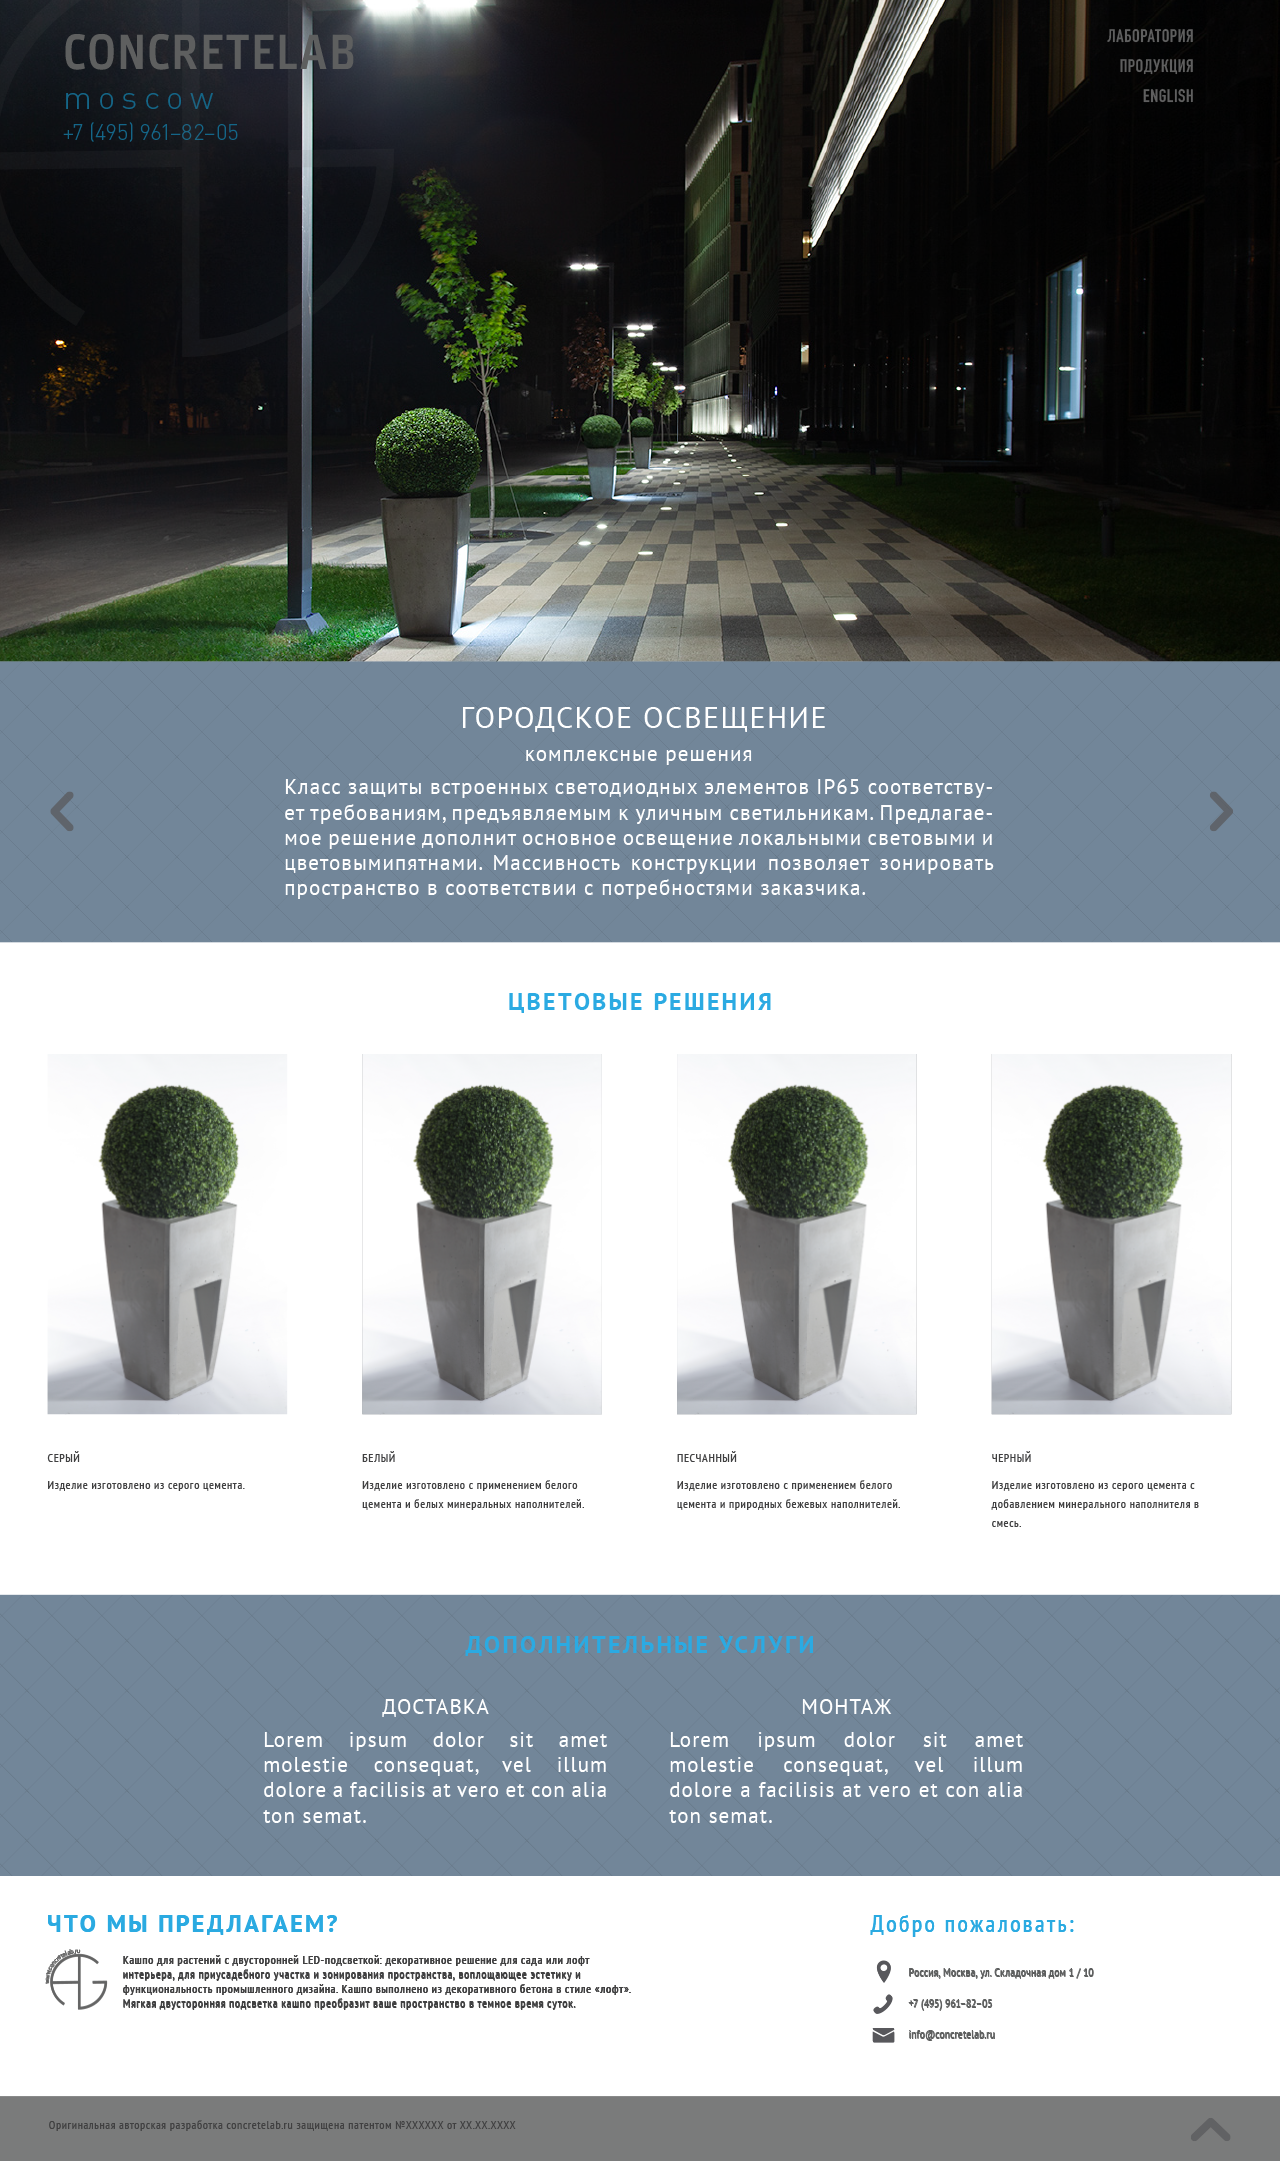 CONCRETELAB
moscow
+7 (495) 961-82-05
ЛАБОРАТОРИЯ
ПРОДУКЦИЯ
ENGLISH
ГОРОДСКОЕ ОСВЕЩЕНИЕ
комплексные решения
Класс защиты встроенных светодиодных элементов IP65 соответству-
ет требованиям, предъявляемым к уличным светильникам. Предлагае-
мое решение дополнит основное освещение локальными световыми и
цветовымипятнами. Массивность конструкции позволяет зонировать
пространство в соответствии с потребностями заказчика.
ЦВЕТОВЫЕ РЕШЕНИЯ
СЕРЫЙ
Изделие изготовлено из серого цемента.
БЕЛЫЙ
Изделие изготовлено с применением белого
цемента и белых минеральных наполнителей.
ПЕСЧАННЫЙ
Изделие изготовлено с применением белого
цемента и природных бежевых наполнителей.
ЧЕРНЫЙ
Изделие изготовлено из серого цемента с
добавлением минерального наполнителя в
смесь.
ДОПОЛНИТЕЛЬНЫЕ УСЛУГИ
ДОСТАВКА
Lorem ipsum dolor sit amet
molestie consequat, vel illum
dolore a facilisis at vero et con alia
ton semat.
МОНТАЖ
Lorem ipsum dolor sit amet
molestie consequat, vel illum
dolore a facilisis at vero et con alia
ton semat.
ЧТО МЫ ПРЕДЛАГАЕМ?
www.concretelab.ru
Кашпо для растений с двусторонней LED-подсветкой: декоративное решение для сада или лофт
интерьера, для приусадебного участка и зонирования пространства, воплощающее эстетику и
функциональность промышленного дизайна. Кашпо выполнено из декоративного бетона в стиле «лофт».
Мягкая двусторонняя подсветка кашпо преобразит ваше пространство в темное время суток.
Добро пожаловать:
Россия, Москва, ул. Складочная дом 1 / 10
+7 (495) 961-82-05
info@concretelab.ru
Оригинальная авторская разработка concretelab.ru защищена патентом №XXXXXX от XX.XX.XXXX